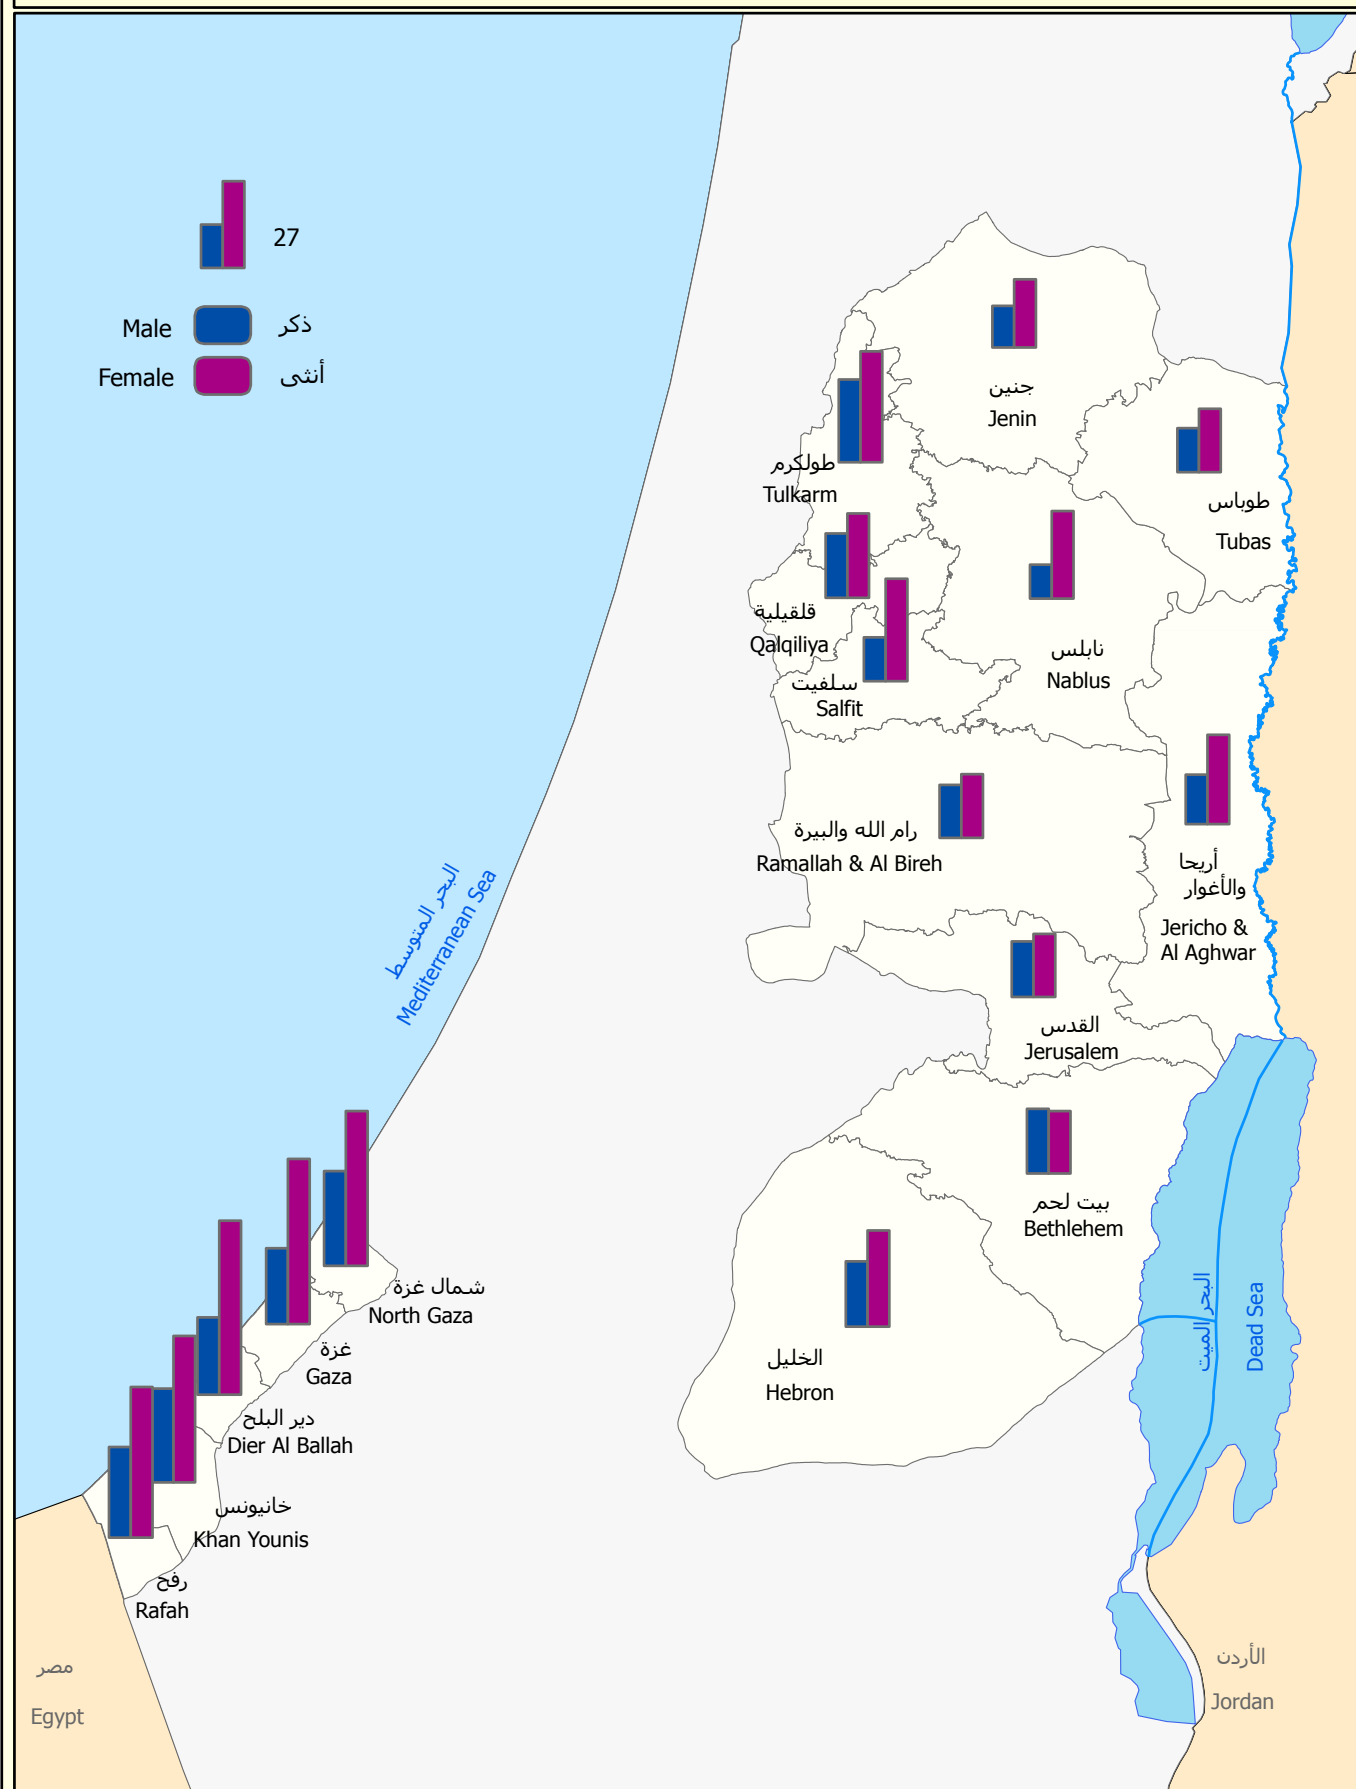 27
Male
ذكر
Female
أنثى
جنين
Jenin
طولكرم
Tulkarm
طوباس
Tubas
قلقيلية
Qalqiliya
نابلس
Nablus
سلفيت
Salfit
رام الله والبيرة
Ramallah & Al Bireh
أريحا
والأغوار
Jericho &
Al Aghwar
البحر المتوسط
Mediterranean Sea
القدس
Jerusalem
بيت لحم
Bethlehem
البحر الميت
Dead Sea
شمال غزة
North Gaza
غزة
Gaza
الخليل
Hebron
دير البلح
Dier Al Ballah
خانيونس
Khan Younis
رفح
Rafah
مصر
Egypt
الأردن
Jordan